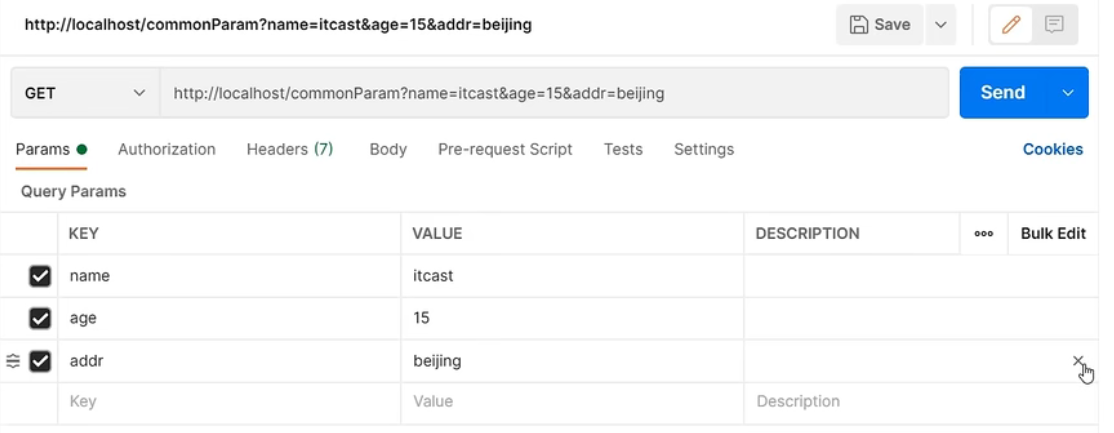 http://localhost/commonParam?name=itcast&age=15&addr=beijing Save
GET http://localhost/commonParam?name=itcast&age=15&addr=beijing Send
Params Authorization Headers (7) Body Pre-request Script Tests Settings Cookies
Query Params
KEY VALUE DESCRIPTION ooo Bulk Edit
name itcast
age 15
addr beijing
Key Value Description